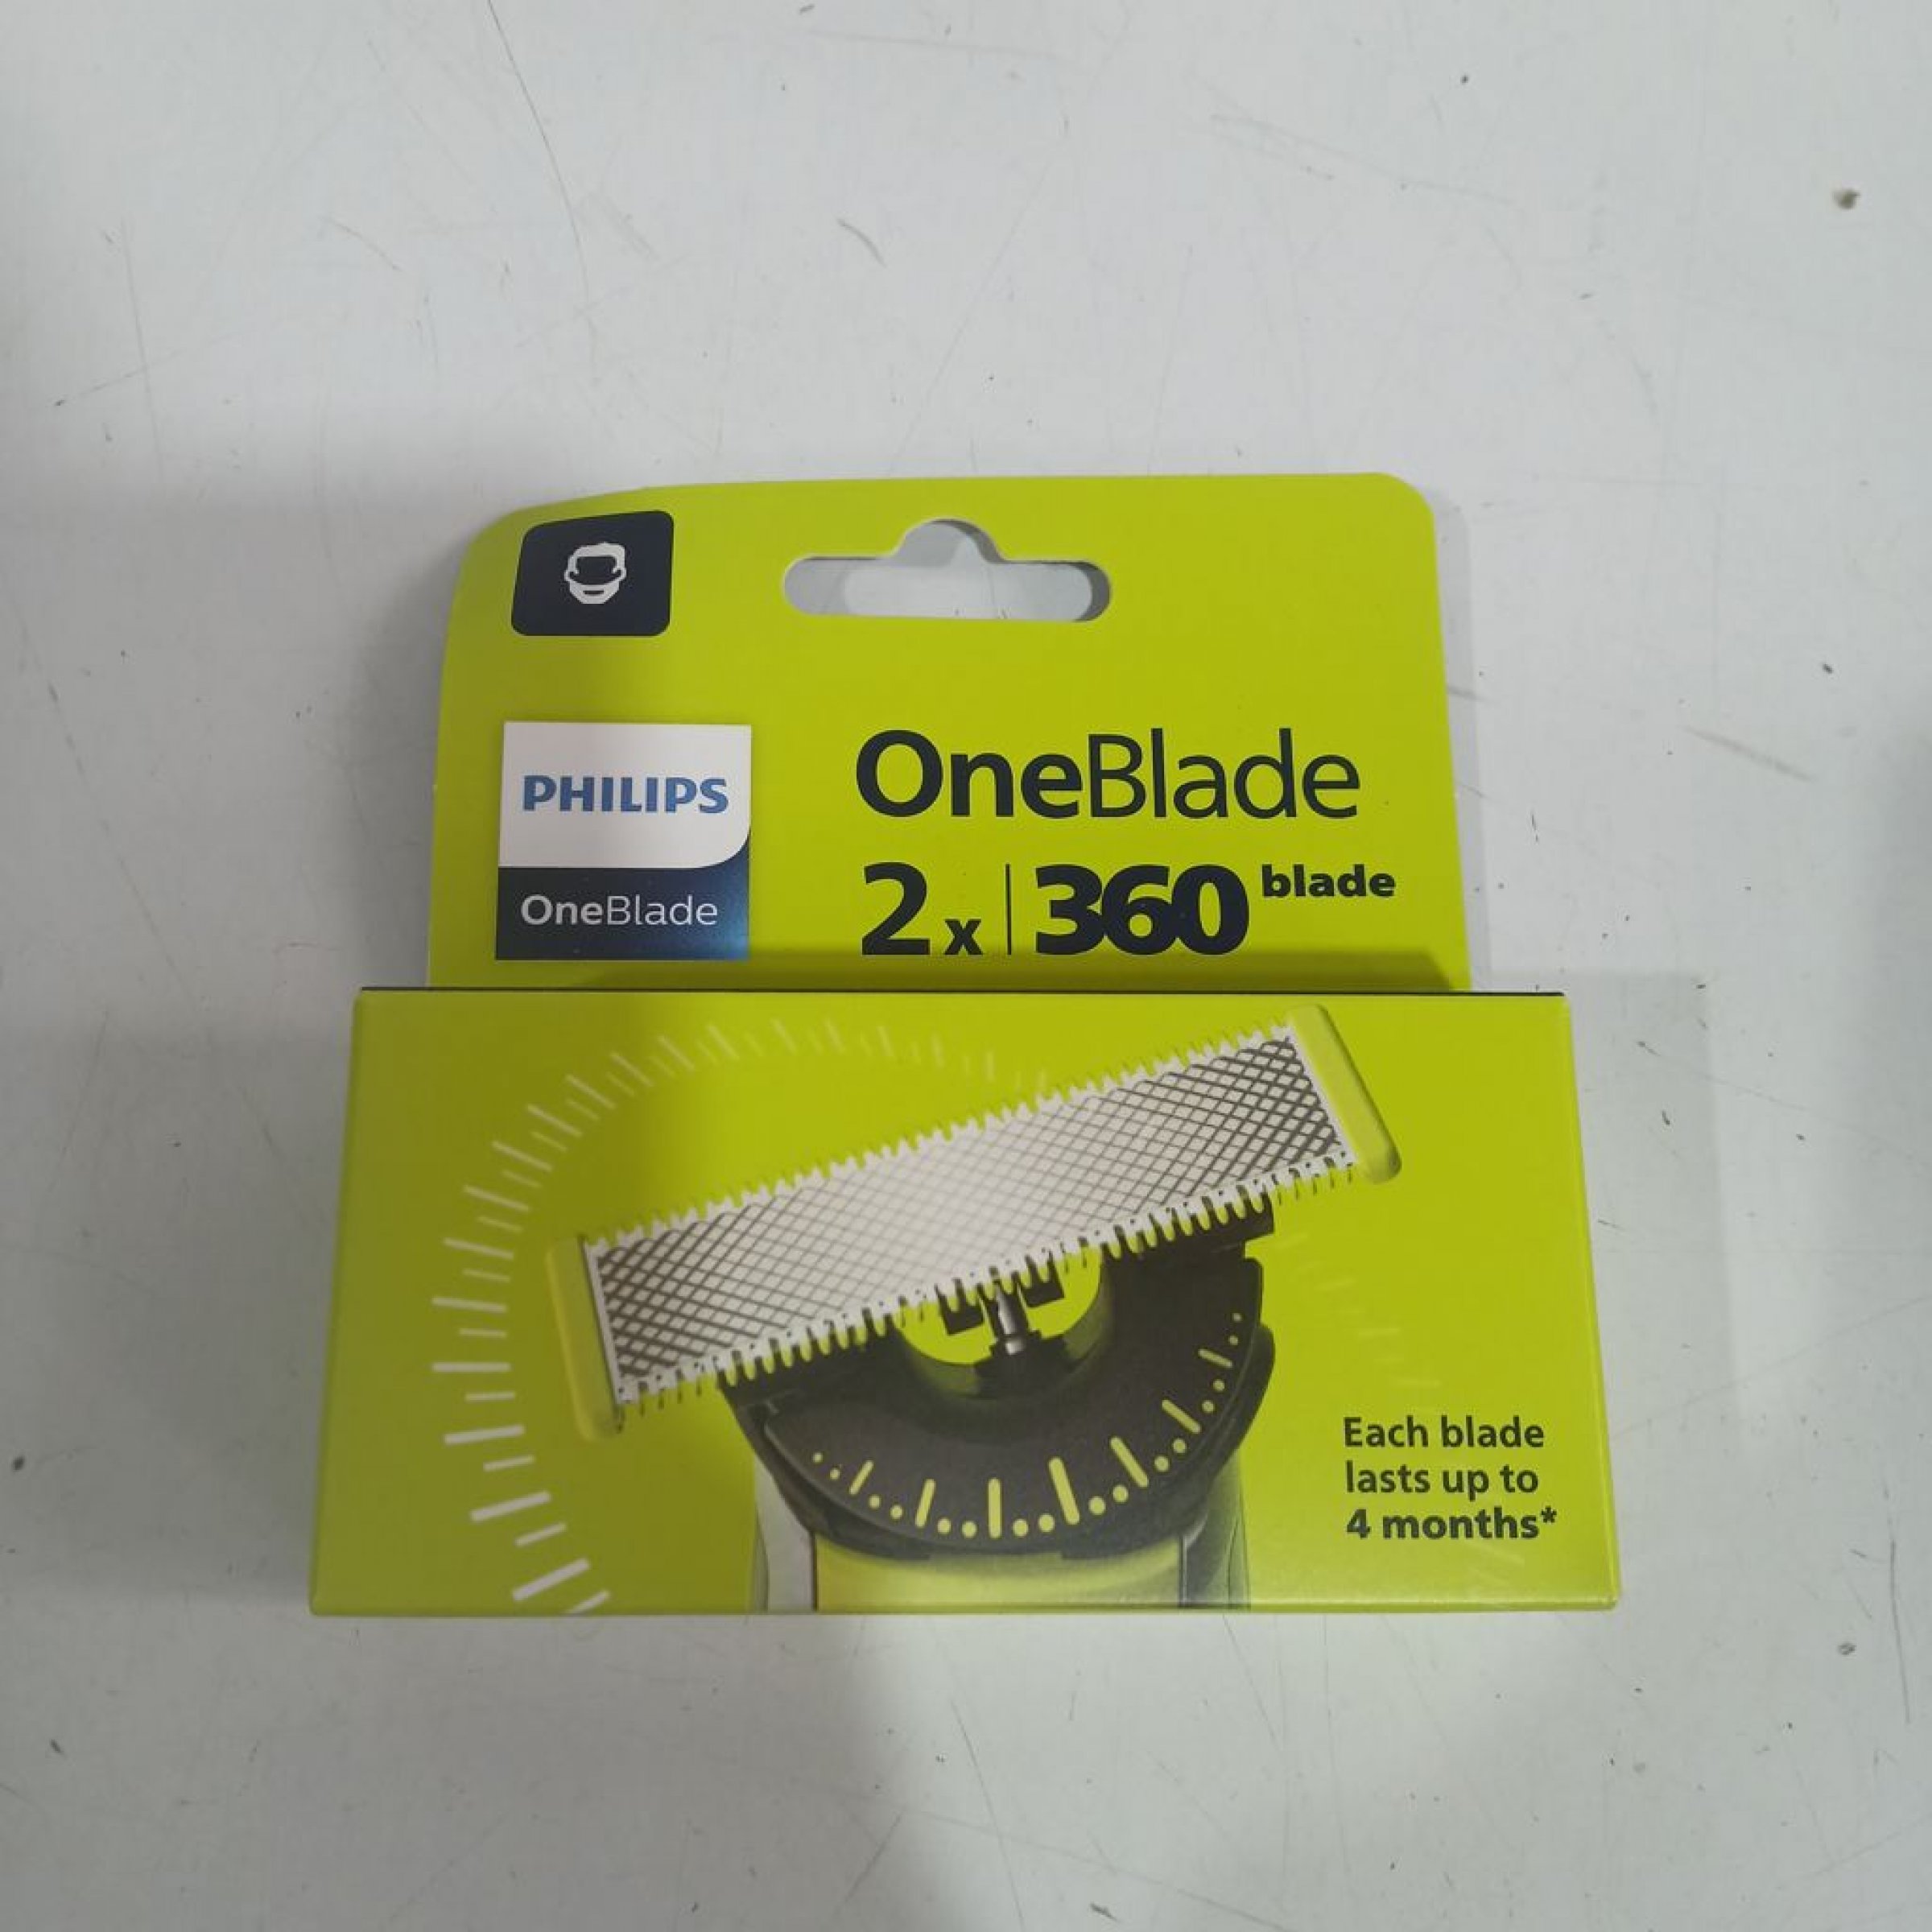 PHILIPS
OneBlade
OneBlade
2x | 360 blade
Each blade
lasts up to
4 months*